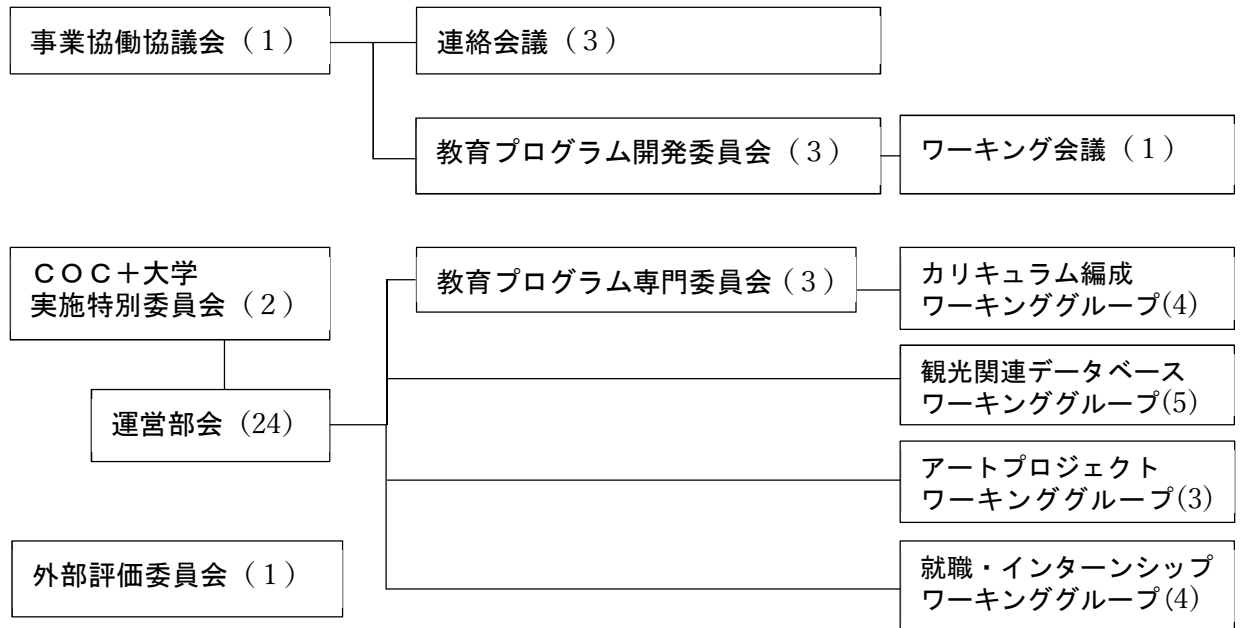 事業協働協議会（1）
連絡会議（3）
教育プログラム開発委員会（3）
ワーキング会議（1）
ＣＯＣ＋大学
実施特別委員会（2）
教育プログラム専門委員会（3）
カリキュラム編成
ワーキンググループ(4)
観光関連データベース
ワーキンググループ(5)
運営部会（24）
アートプロジェクト
ワーキンググループ(3)
外部評価委員会（1）
就職・インターンシップ
ワーキンググループ(4)